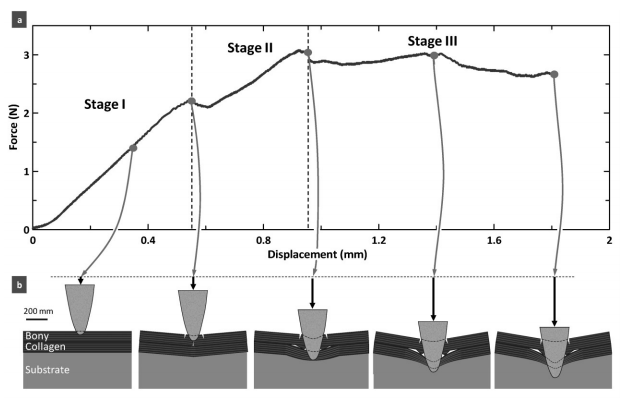 a
Stage I
Stage II
Stage III
Force (N)
3
2
1
0
0
0.4
0.8
1.2
1.6
2
Displacement (mm)
b
200 mm
Bony
Collagen
Substrate